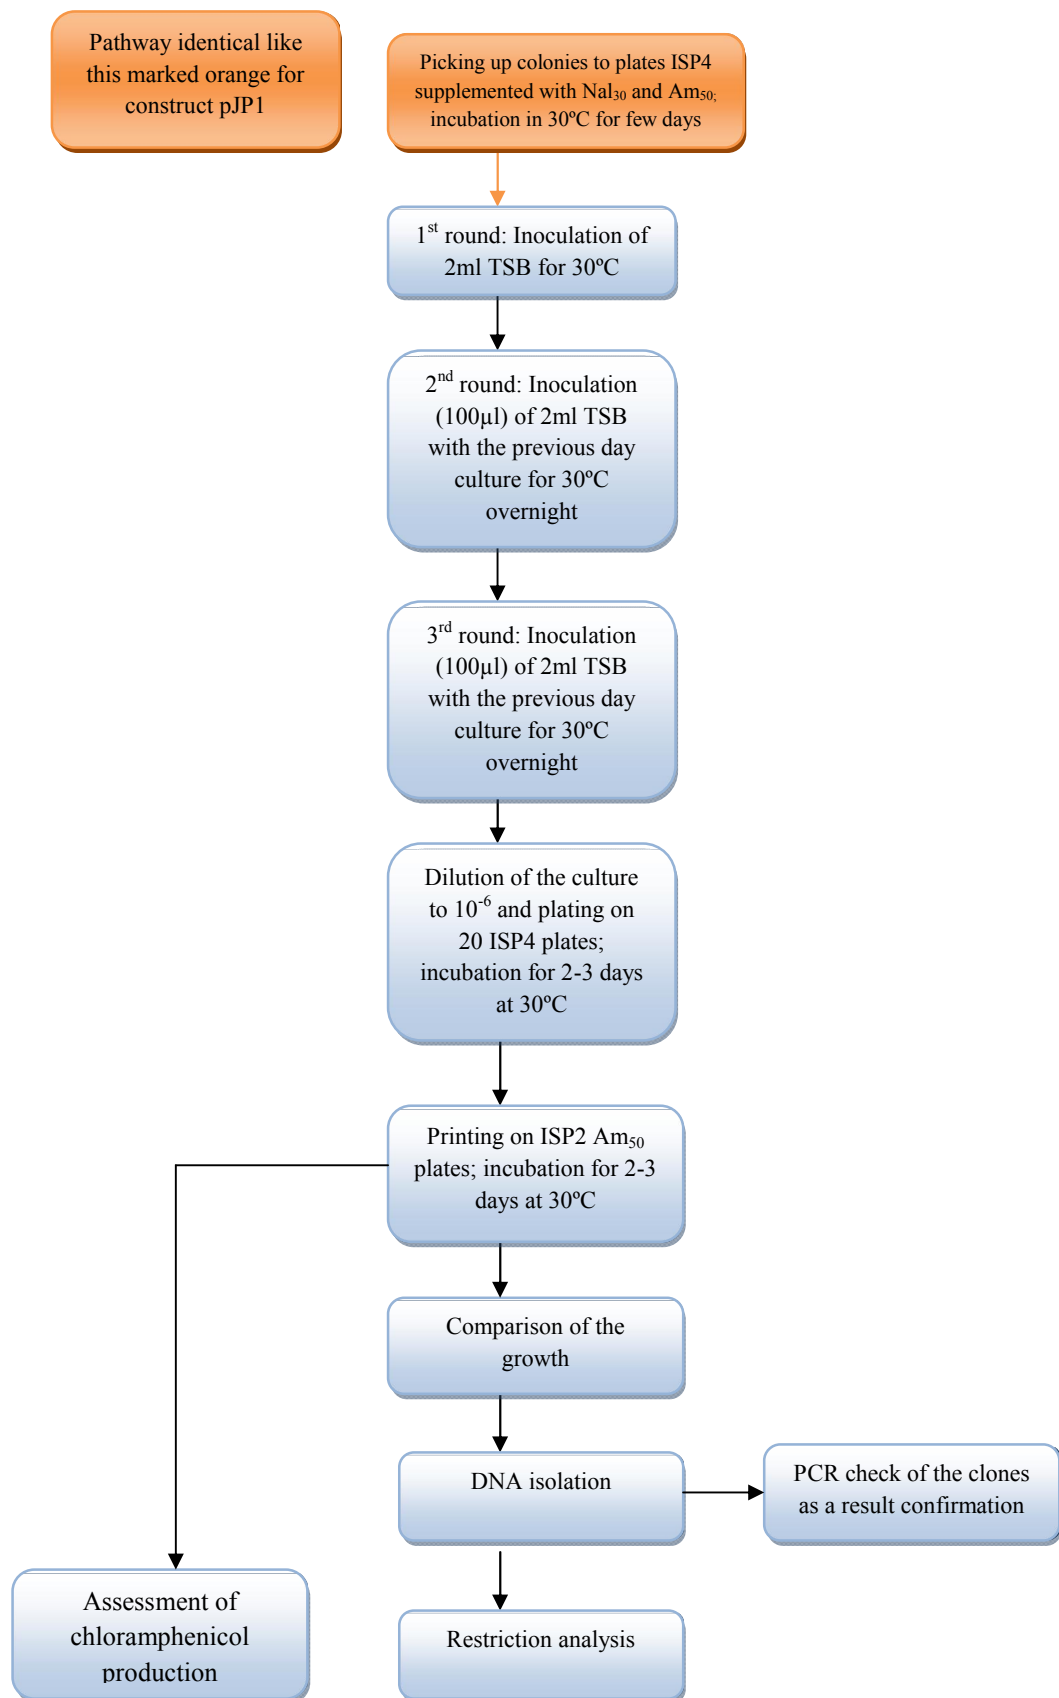 Pathway identical like
this marked orange for
construct pJP1
Picking up colonies to plates ISP4
supplemented with Nal₃₀ and Am₅₀;
incubation in 30ºC for few days
1ˢᵗ round: Inoculation of
2ml TSB for 30ºC
2ⁿᵈ round: Inoculation
(100µl) of 2ml TSB
with the previous day
culture for 30ºC
overnight
3ʳᵈ round: Inoculation
(100µl) of 2ml TSB
with the previous day
culture for 30ºC
overnight
Dilution of the culture
to 10⁻⁶ and plating on
20 ISP4 plates;
incubation for 2-3 days
at 30ºC
Printing on ISP2 Am₅₀
plates; incubation for 2-3
days at 30ºC
Comparison of the
growth
DNA isolation
PCR check of the clones
as a result confirmation
Assessment of
chloramphenicol
production
Restriction analysis